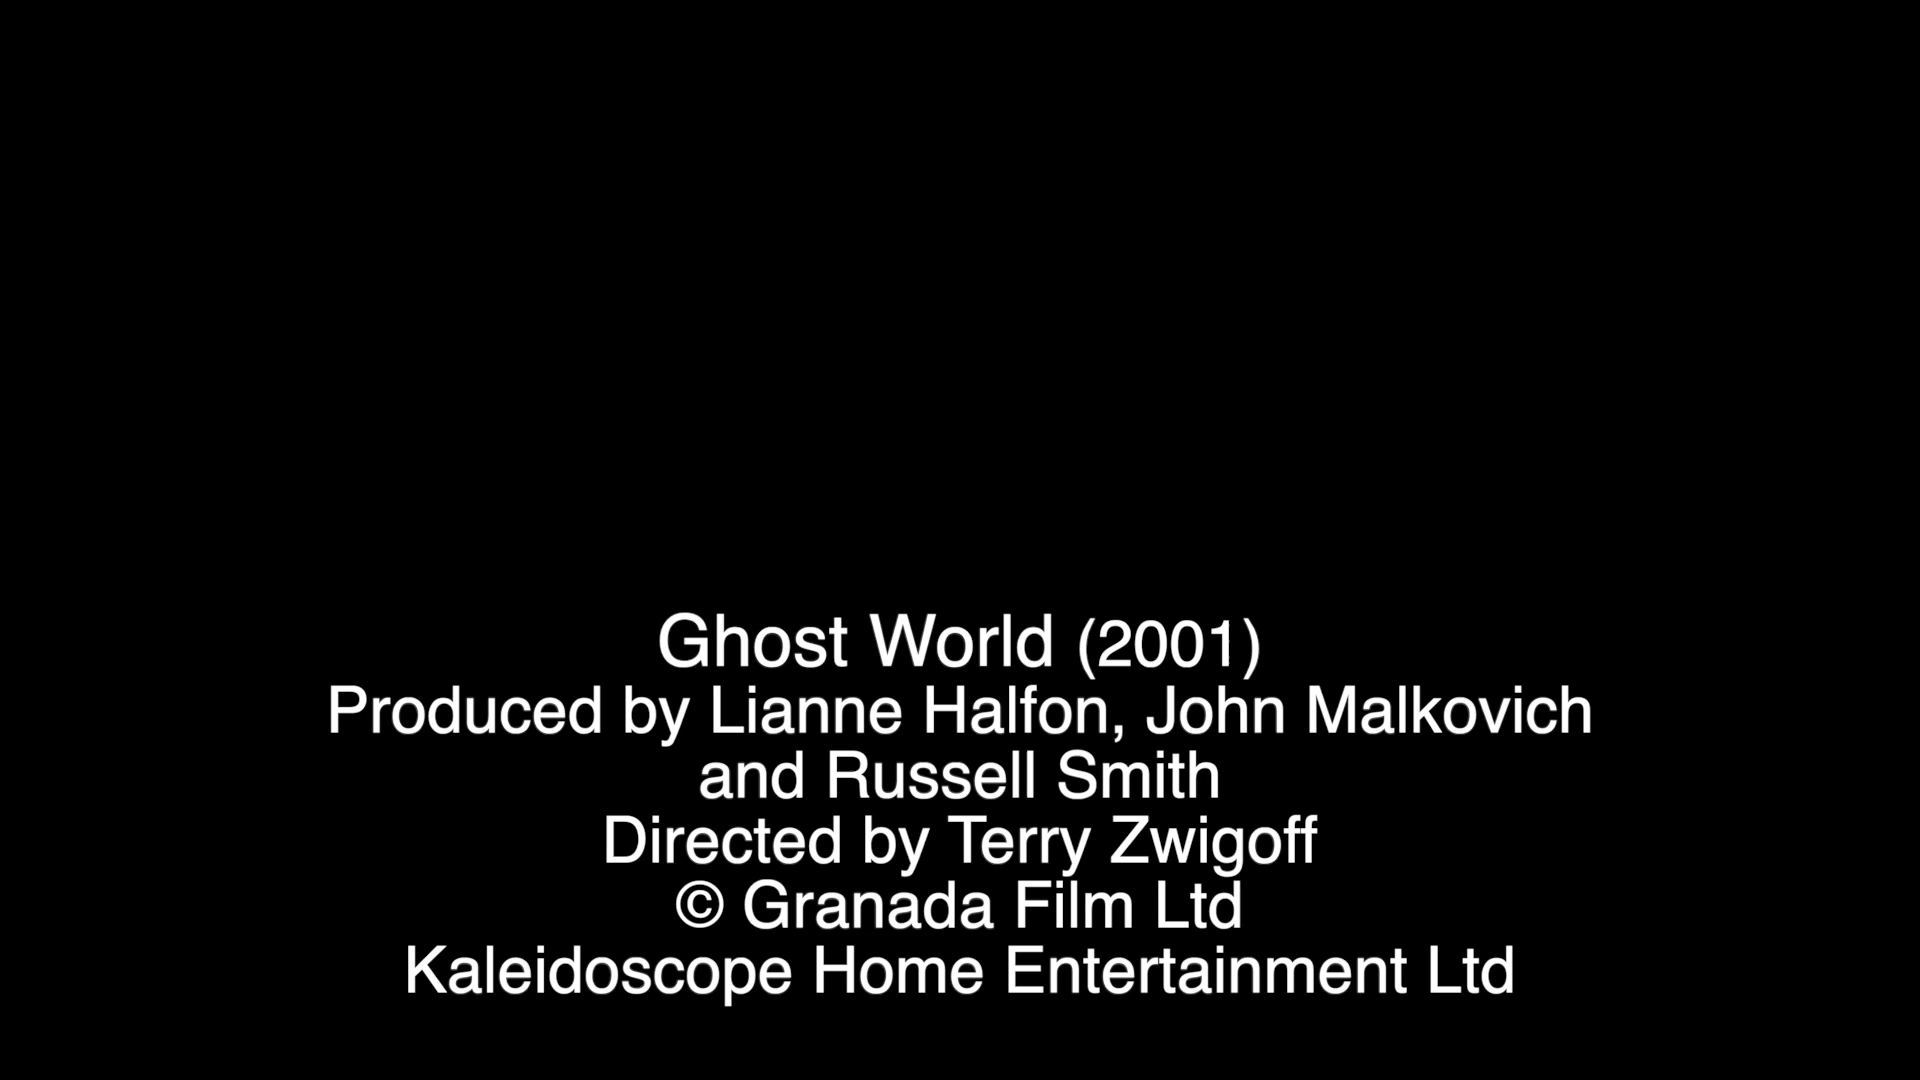 Ghost World (2001)
Produced by Lianne Halfon, John Malkovich
and Russell Smith
Directed by Terry Zwigoff
© Granada Film Ltd
Kaleidoscope Home Entertainment Ltd